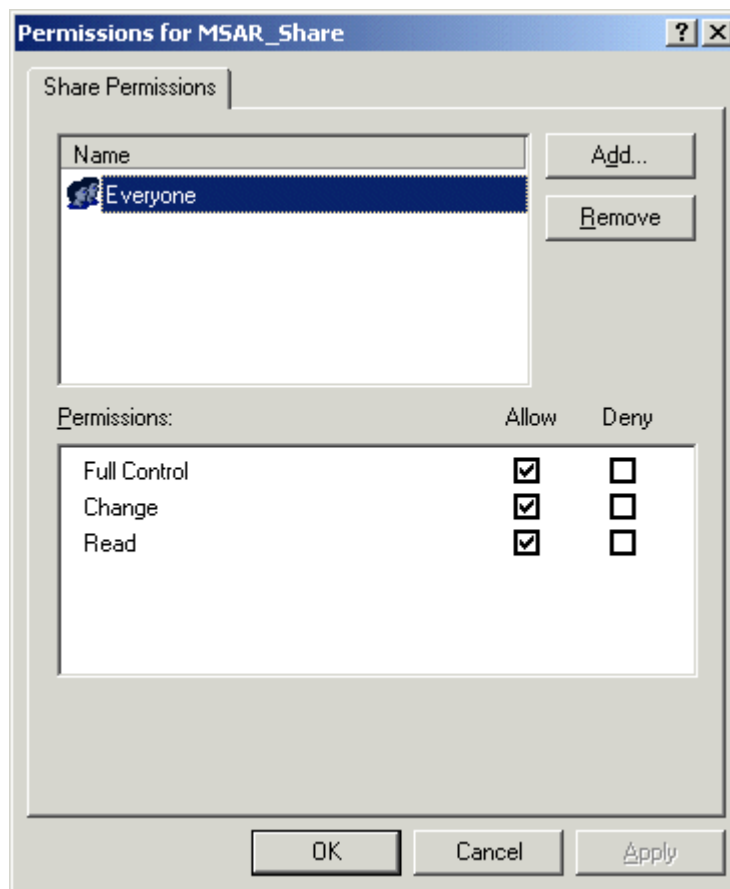 Permissions for MSAR_Share
Share Permissions
Name
Add...
Everyone
Remove
Permissions: Allow Deny
Full Control
Change
Read
OK Cancel Apply